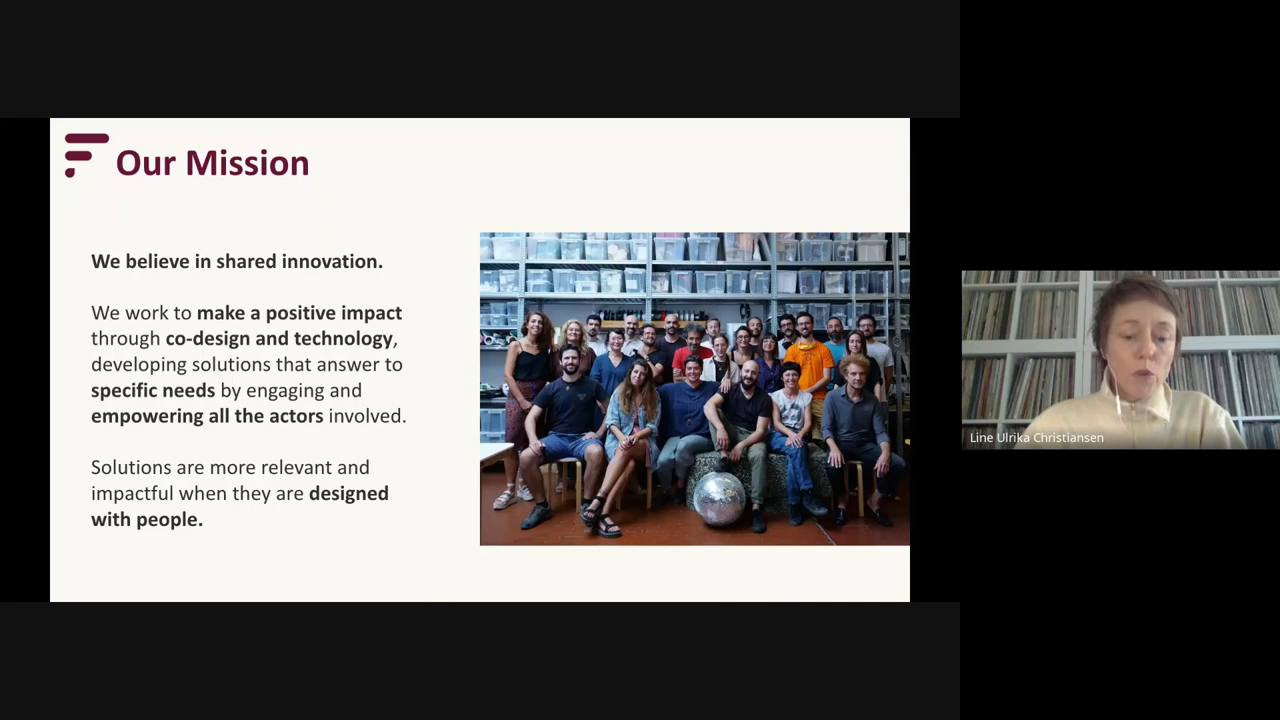 Our Mission
We believe in shared innovation.
We work to make a positive impact
through co-design and technology,
developing solutions that answer to
specific needs by engaging and
empowering all the actors involved.
Solutions are more relevant and
impactful when they are designed
with people.
Line Ulrika Christiansen